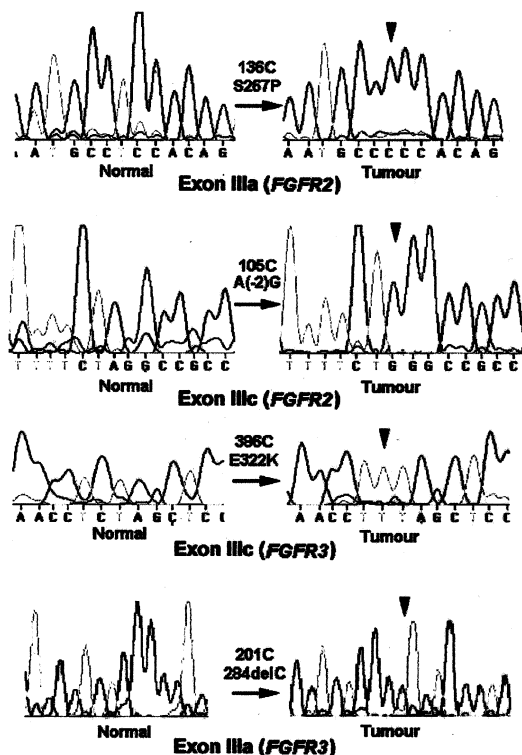 136C
S267P
A T G C C T C C A C A G
A A T G C C C C C A C A G
Normal
Tumour
Exon IIIa (FGFR2)
105C
A(-2)G
T T T T C T A G G C C G C C
T T T T C T G G G C C G C C
Normal
Tumour
Exon IIIc (FGFR2)
396C
E322K
A A C C T C T A G C T C C
A A C C T T T A G C T C C
Normal
Tumour
Exon IIIc (FGFR3)
201C
284delC
Normal
Tumour
Exon IIIa (FGFR3)